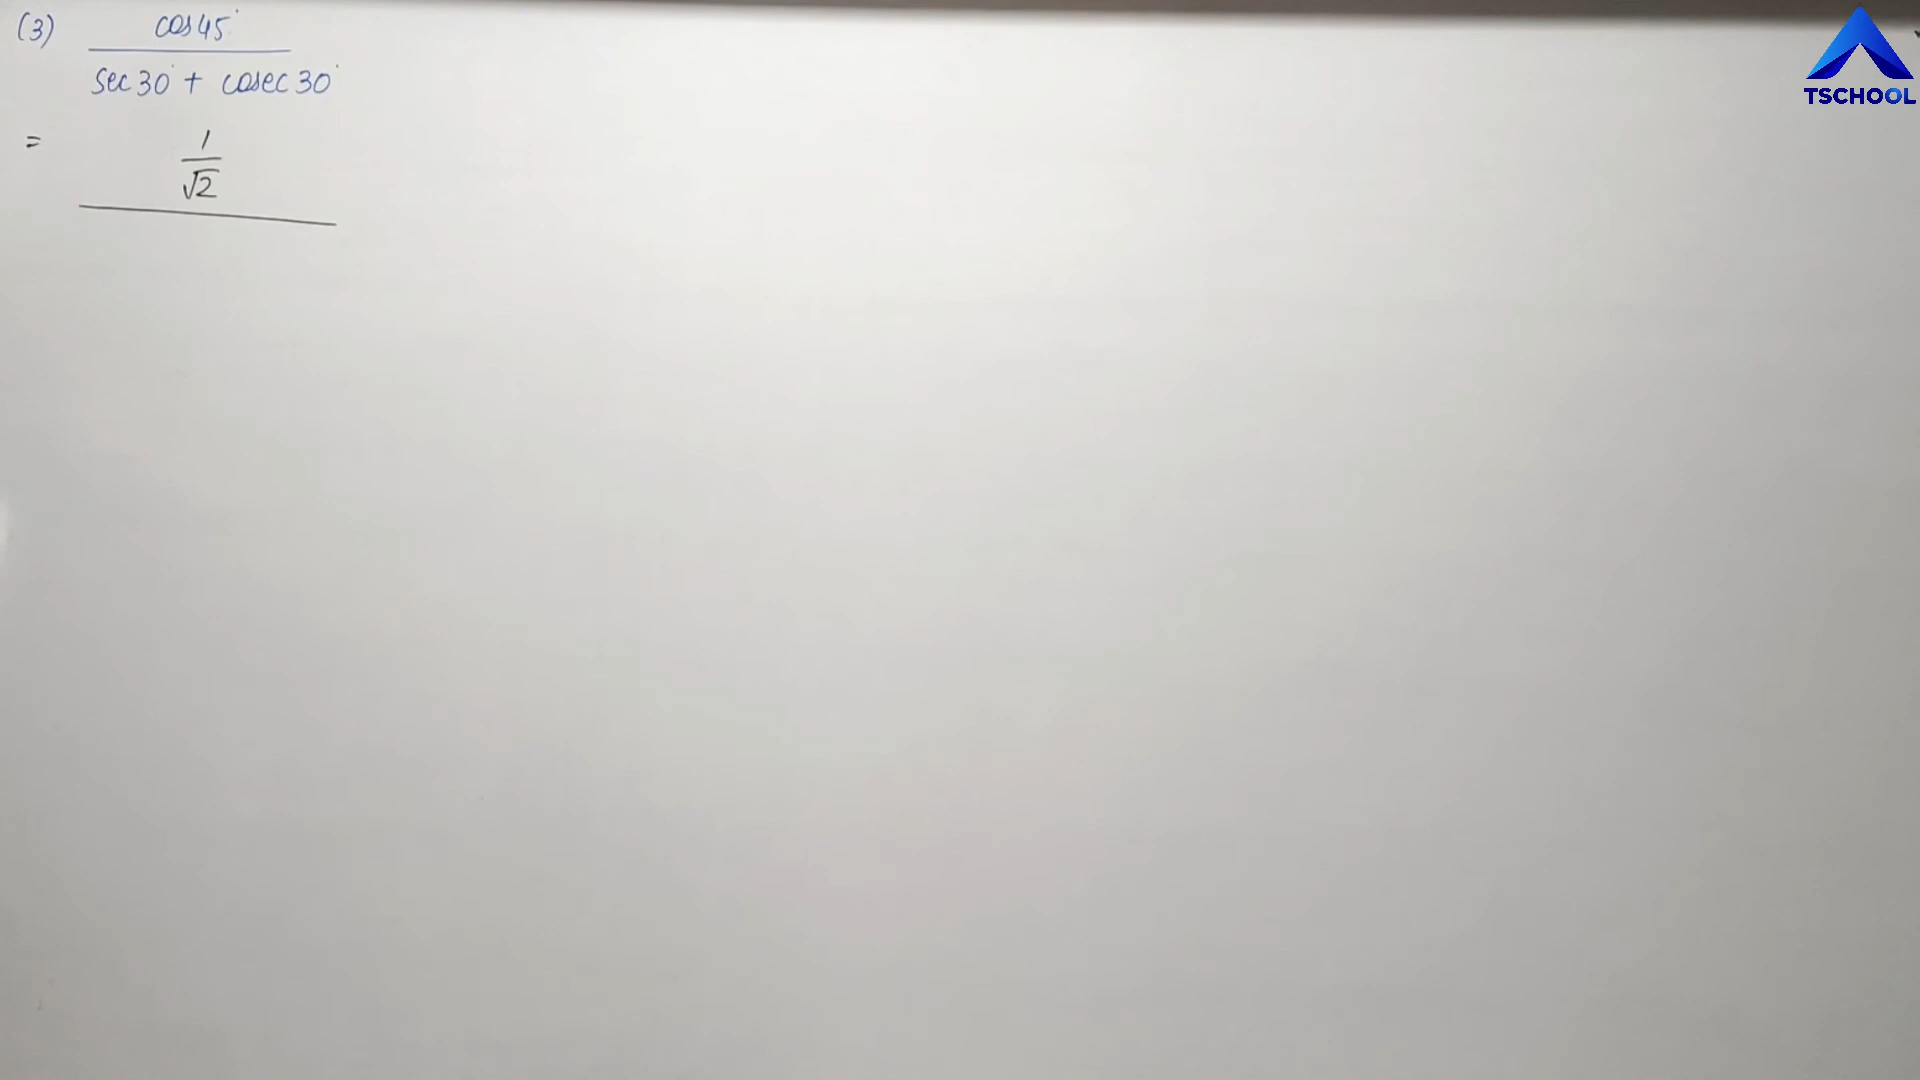 (3) cos45°
sec30° + cosec30°
= 1
√2
TSCHOOL